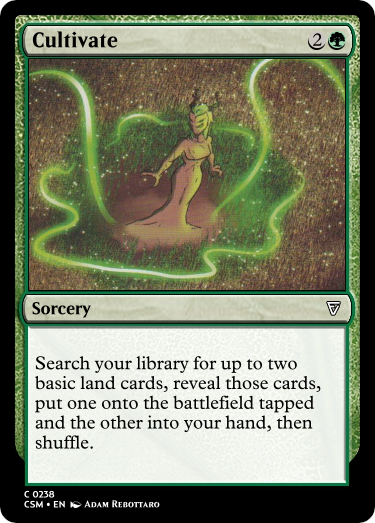 Cultivate 2
Sorcery
Search your library for up to two
basic land cards, reveal those cards,
put one onto the battlefield tapped
and the other into your hand, then
shuffle.
C 0238
CSM • EN Adam Rebottaro